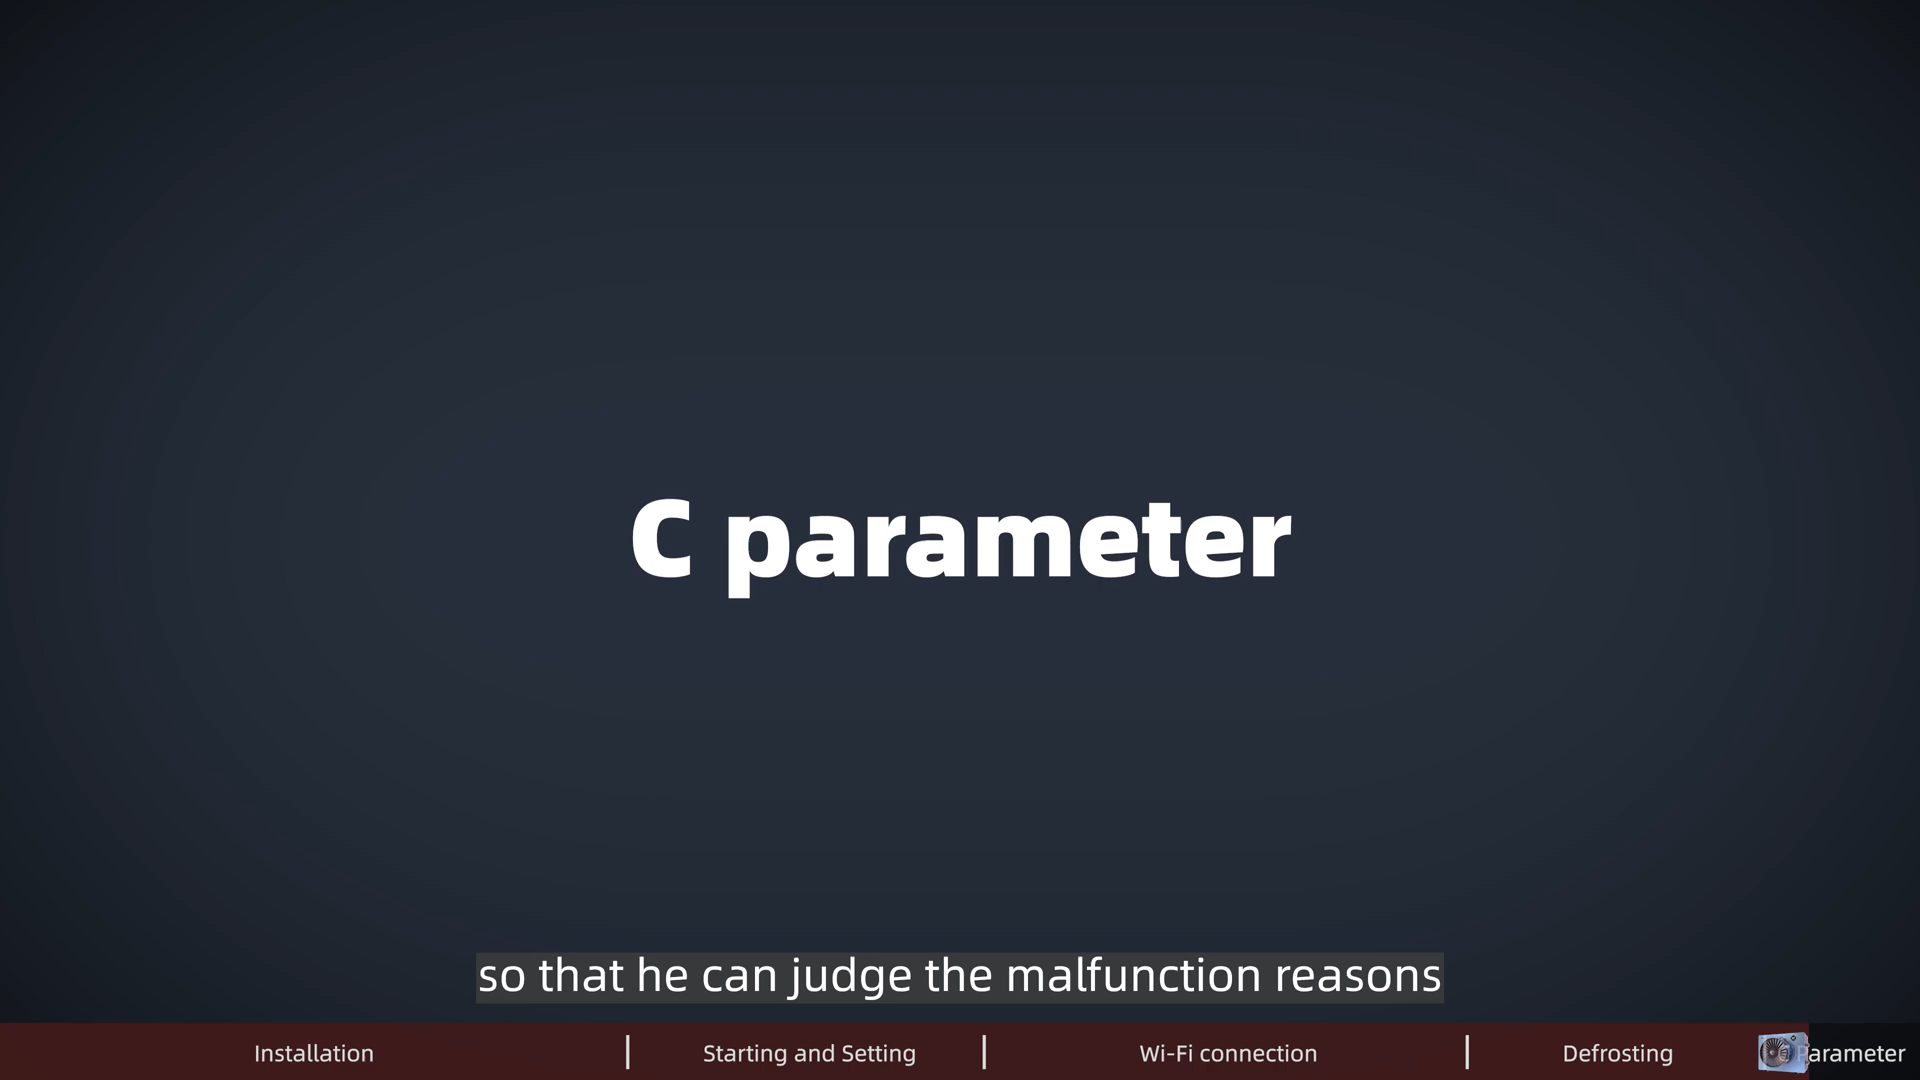 C parameter
so that he can judge the malfunction reasons
Installation | Starting and Setting | Wi-Fi connection | Defrosting
arameter